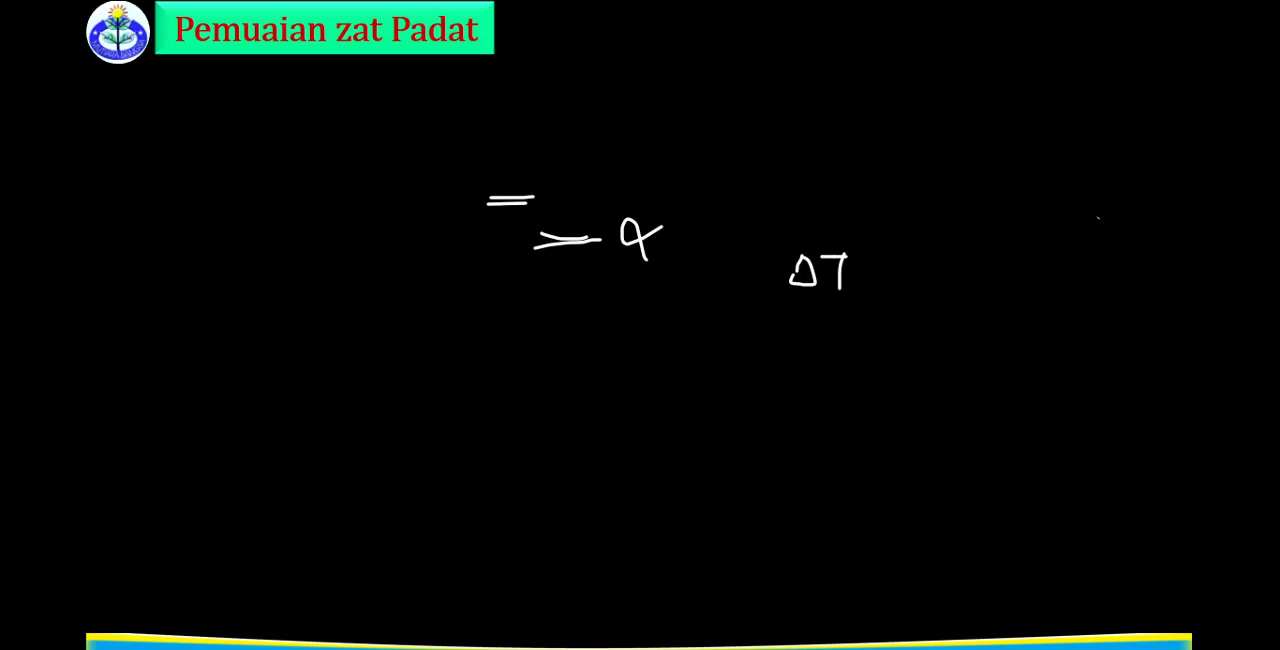 Pemuaian zat Padat
=
= α
ΔT